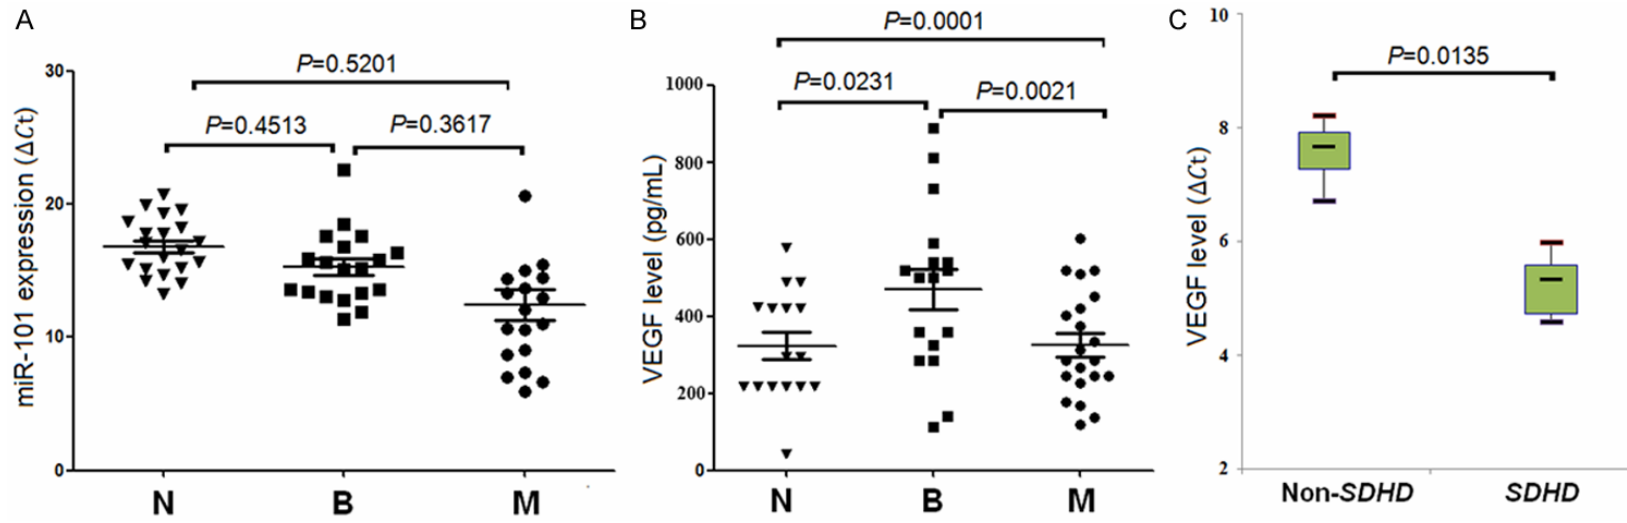 A
miR-101 expression (ΔCt)
30
20
10
0
P=0.5201
P=0.4513
P=0.3617
N
B
M
B
VEGF level (pg/mL)
1000
800
600
400
200
0
P=0.0001
P=0.0231
P=0.0021
N
B
M
C
VEGF level (ΔCt)
10
8
6
4
2
P=0.0135
Non-SDHD
SDHD